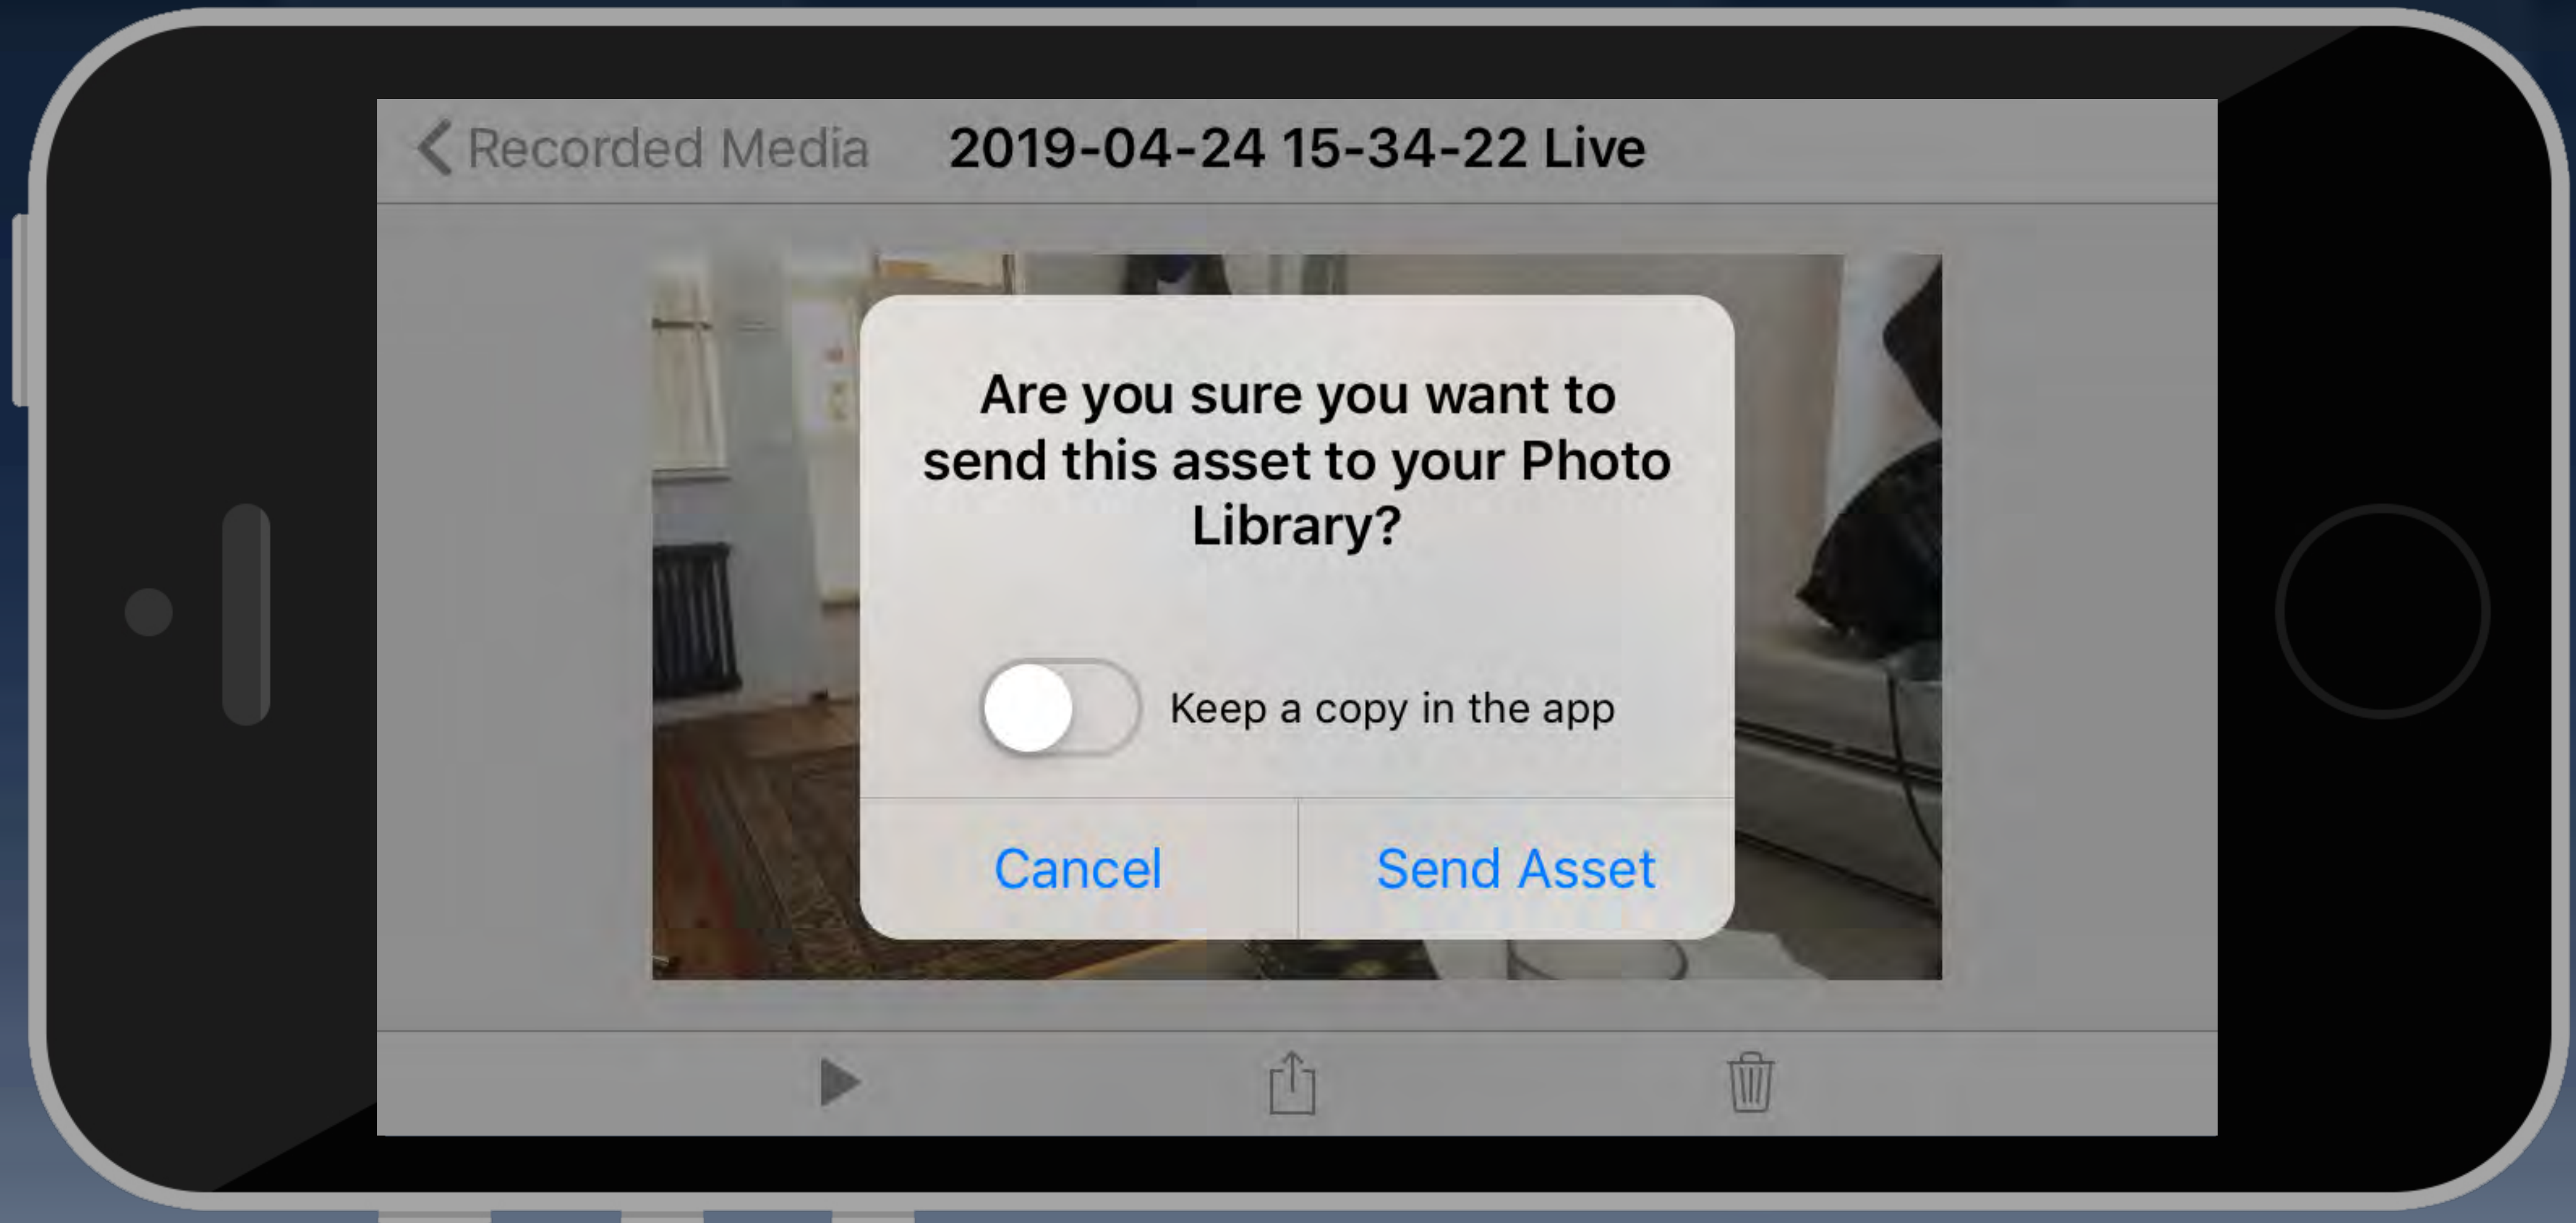 Recorded Media
2019-04-24 15-34-22 Live
Are you sure you want to
send this asset to your Photo
Library?
Keep a copy in the app
Cancel
Send Asset